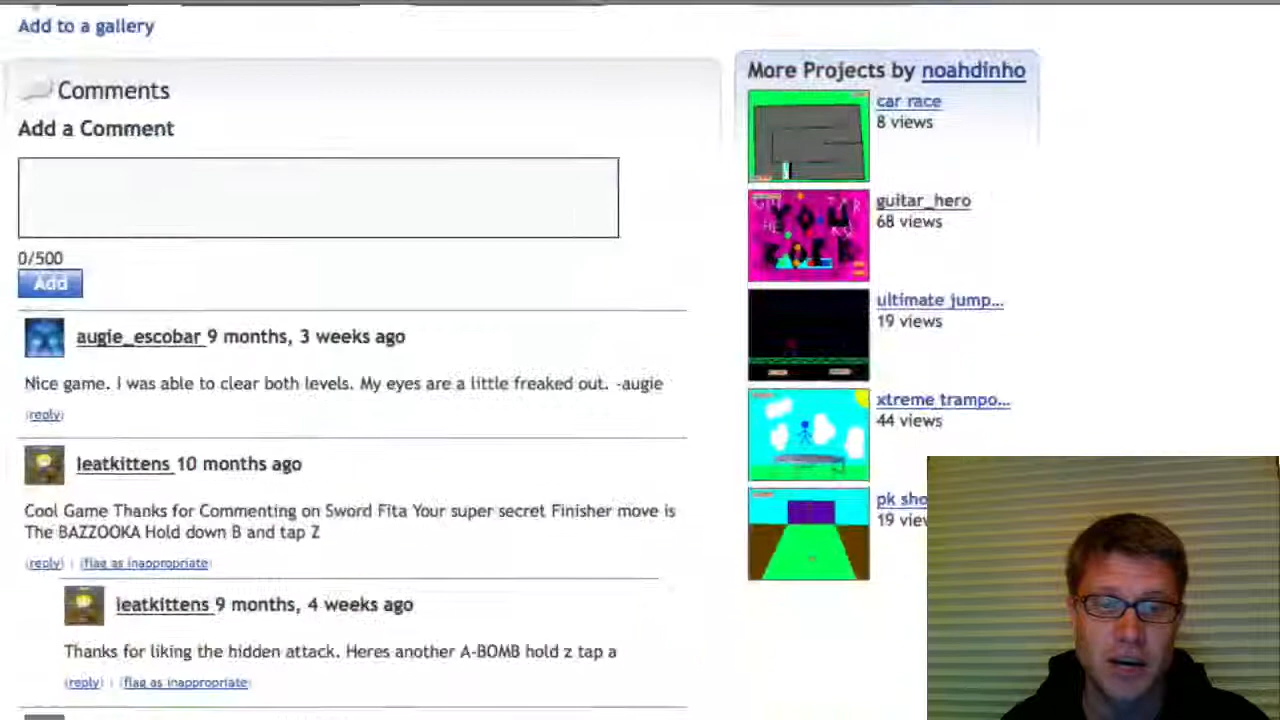 Add to a gallery
Comments
Add a Comment
0/500
Add
augie_escobar 9 months, 3 weeks ago
Nice game. I was able to clear both levels. My eyes are a little freaked out. -augie
(reply)
leatkittens 10 months ago
Cool Game Thanks for Commenting on Sword Fita Your super secret Finisher move is
The BAZZOOKA Hold down B and tap Z
(reply) | (flag as inappropriate)
leatkittens 9 months, 4 weeks ago
Thanks for liking the hidden attack. Heres another A-BOMB hold z tap a
(reply) | (flag as inappropriate)
More Projects by noahdinho
car race
8 views
guitar_hero
68 views
ultimate jump...
19 views
xtreme trampo...
44 views
pk sho
19 view